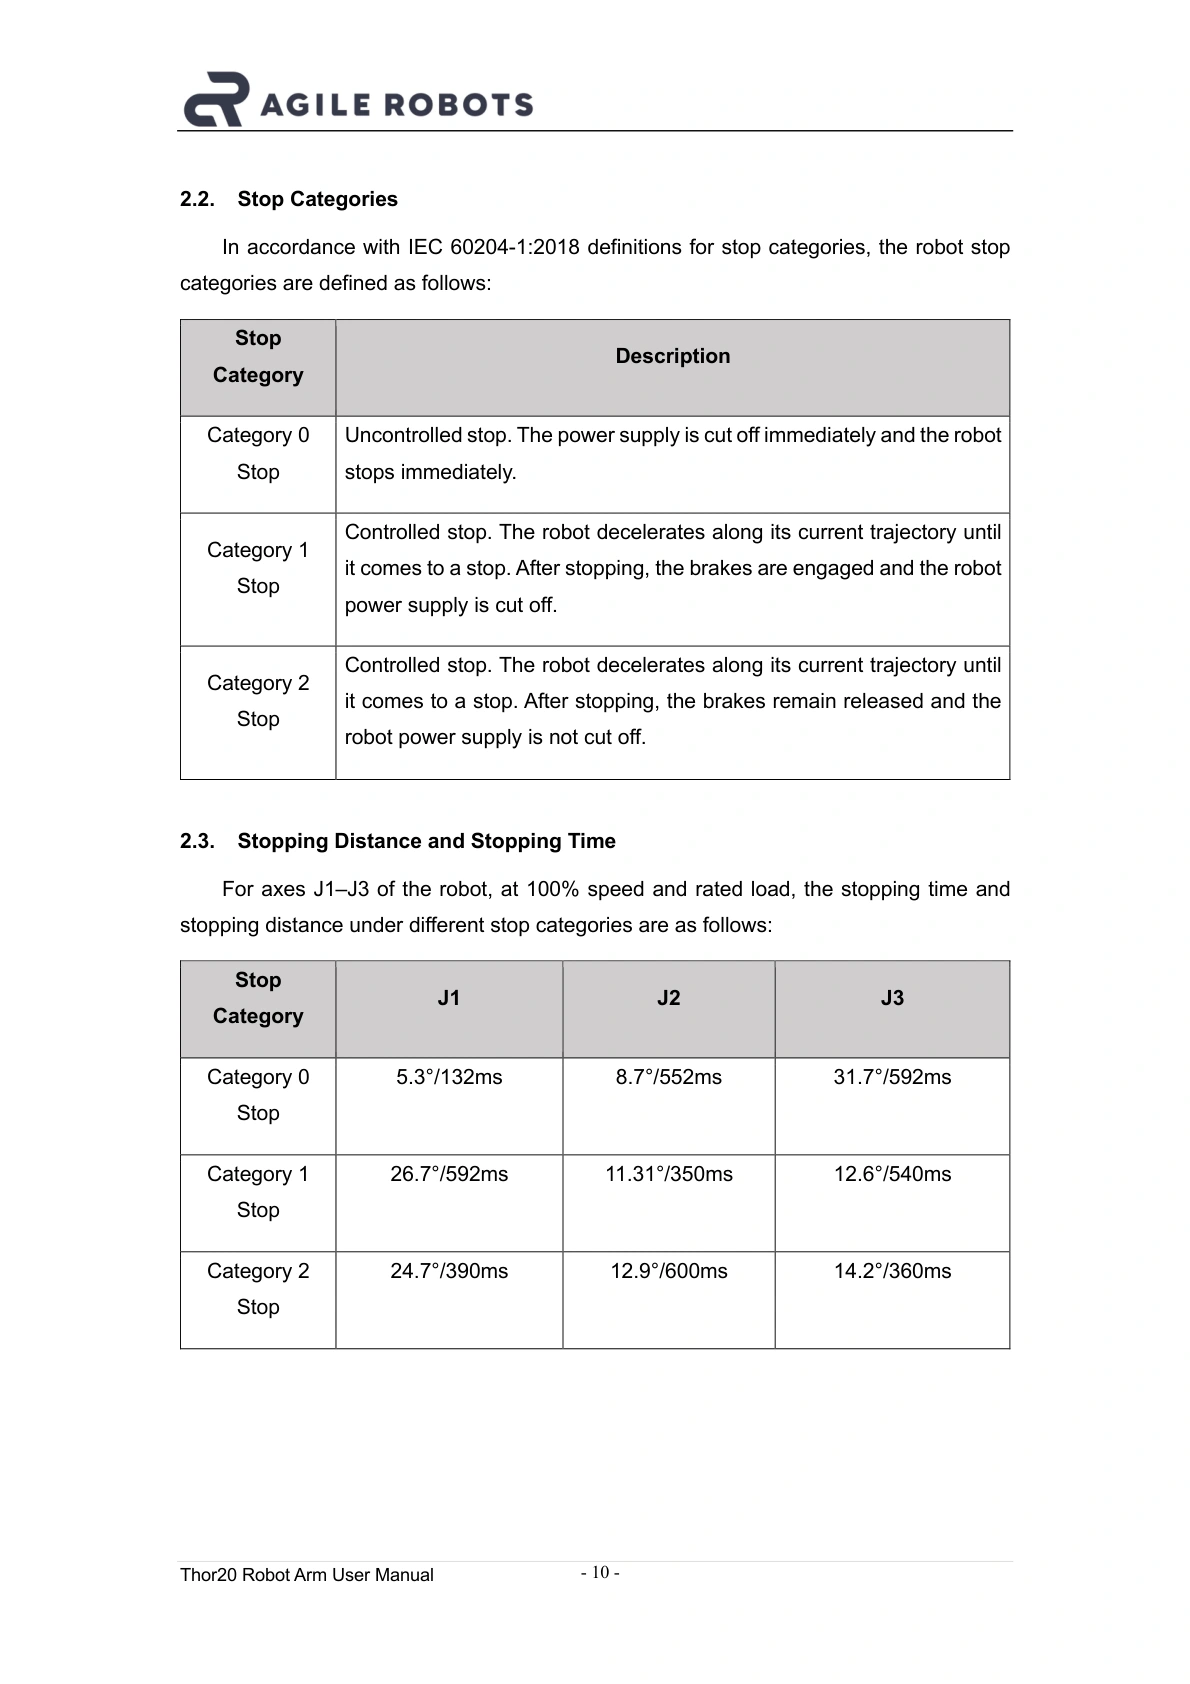 AGILE ROBOTS
2.2. Stop Categories
In accordance with IEC 60204-1:2018 definitions for stop categories, the robot stop
categories are defined as follows:
Stop
Category
Description
Category 0
Stop
Uncontrolled stop. The power supply is cut off immediately and the robot
stops immediately.
Category 1
Stop
Controlled stop. The robot decelerates along its current trajectory until
it comes to a stop. After stopping, the brakes are engaged and the robot
power supply is cut off.
Category 2
Stop
Controlled stop. The robot decelerates along its current trajectory until
it comes to a stop. After stopping, the brakes remain released and the
robot power supply is not cut off.
2.3. Stopping Distance and Stopping Time
For axes J1–J3 of the robot, at 100% speed and rated load, the stopping time and
stopping distance under different stop categories are as follows:
Stop
Category
J1 J2 J3
Category 0
Stop
5.3°/132ms 8.7°/552ms 31.7°/592ms
Category 1
Stop
26.7°/592ms 11.31°/350ms 12.6°/540ms
Category 2
Stop
24.7°/390ms 12.9°/600ms 14.2°/360ms
Thor20 Robot Arm User Manual - 10 -